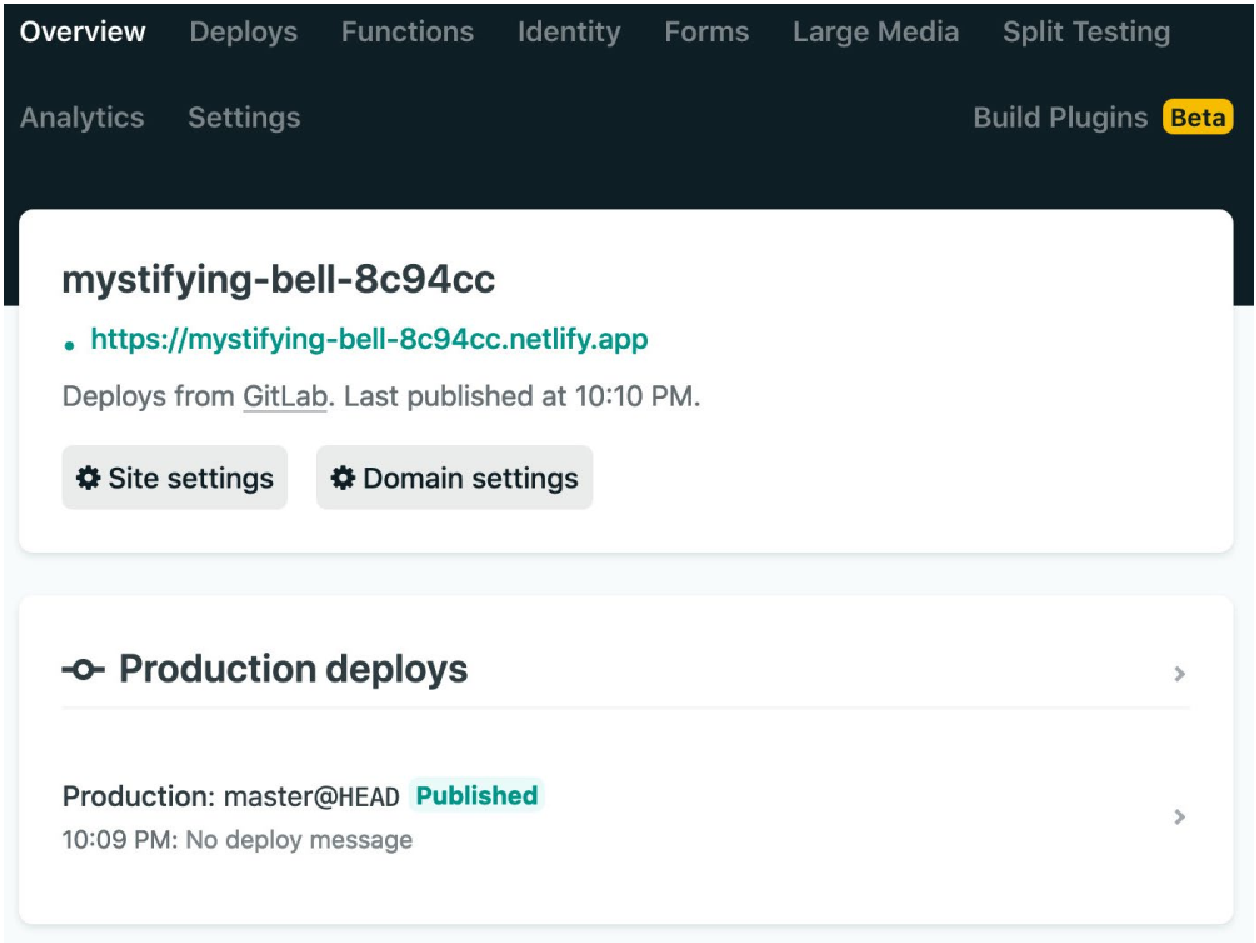 Overview Deploys Functions Identity Forms Large Media Split Testing
Analytics Settings Build Plugins Beta
mystifying-bell-8c94cc
https://mystifying-bell-8c94cc.netlify.app
Deploys from GitLab. Last published at 10:10 PM.
Site settings Domain settings
Production deploys
Production: master@HEAD Published
10:09 PM: No deploy message